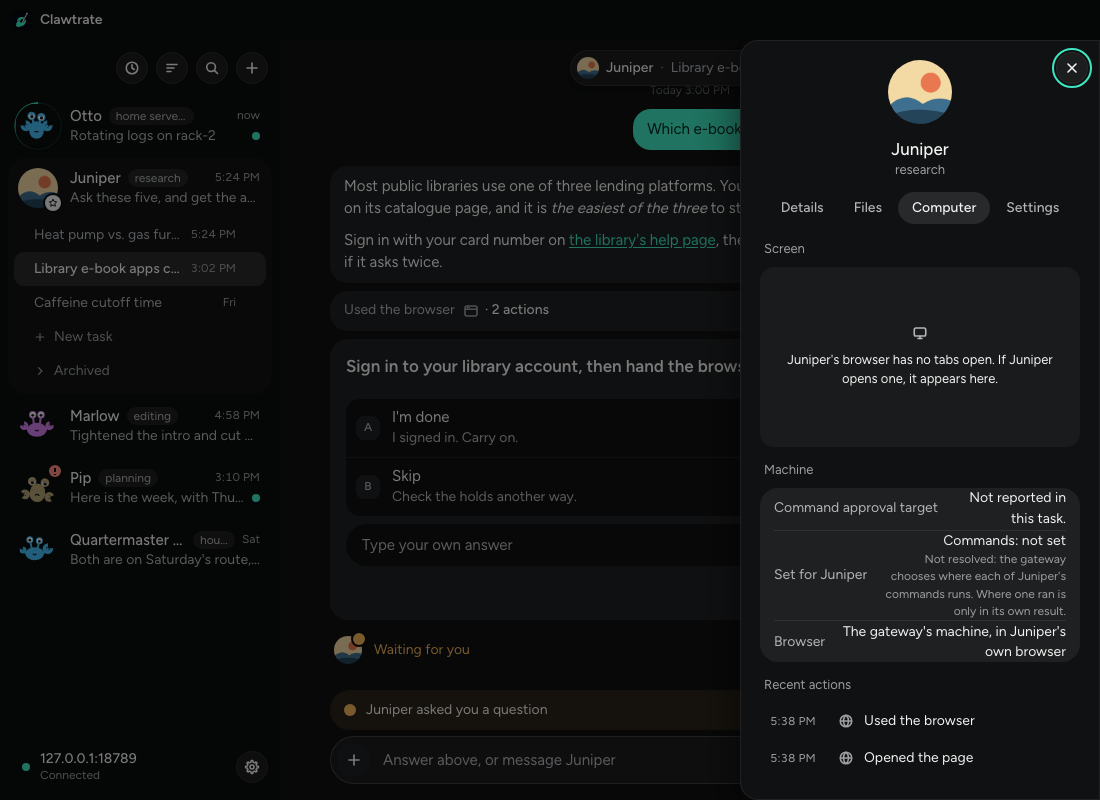 Clawtrate
Otto home serve... now
Rotating logs on rack-2
Juniper research 5:24 PM
Ask these five, and get the a...
Heat pump vs. gas fur... 5:24 PM
Library e-book apps c... 3:02 PM
Caffeine cutoff time Fri
+ New task
Archived
Marlow editing 4:58 PM
Tightened the intro and cut ...
Pip planning 3:10 PM
Here is the week, with Thu...
Quartermaster ... hou... Sat
Both are on Saturday's route,...
127.0.0.1:18789
Connected
Juniper · Library e-b
Today 3:00 PM
Which e-book
Most public libraries use one of three lending platforms. You
on its catalogue page, and it is the easiest of the three to st
Sign in with your card number on the library's help page, the
if it asks twice.
Used the browser · 2 actions
Sign in to your library account, then hand the brows
A I'm done
I signed in. Carry on.
B Skip
Check the holds another way.
Type your own answer
Waiting for you
Juniper asked you a question
Answer above, or message Juniper
Juniper
research
Details Files Computer Settings
Screen
Juniper's browser has no tabs open. If Juniper
opens one, it appears here.
Machine
Command approval target Not reported in
this task.
Set for Juniper Commands: not set
Not resolved: the gateway
chooses where each of Juniper's
commands runs. Where one ran is
only in its own result.
Browser The gateway's machine, in Juniper's
own browser
Recent actions
5:38 PM Used the browser
5:38 PM Opened the page